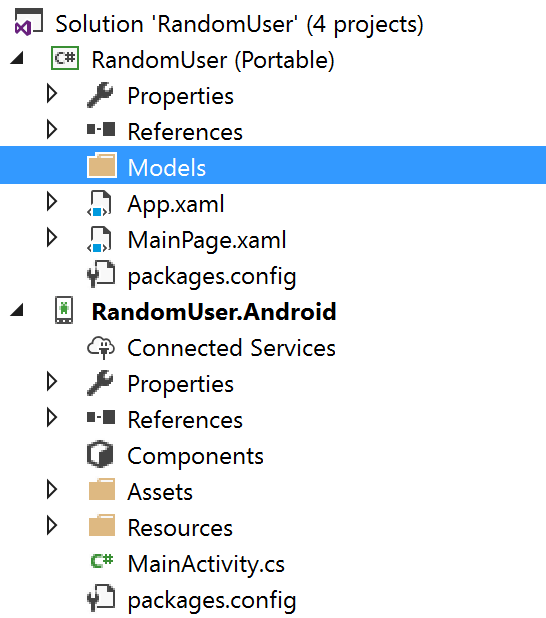 Solution 'RandomUser' (4 projects)
C# RandomUser (Portable)
Properties
References
Models
App.xaml
MainPage.xaml
packages.config
RandomUser.Android
Connected Services
Properties
References
Components
Assets
Resources
C# MainActivity.cs
packages.config